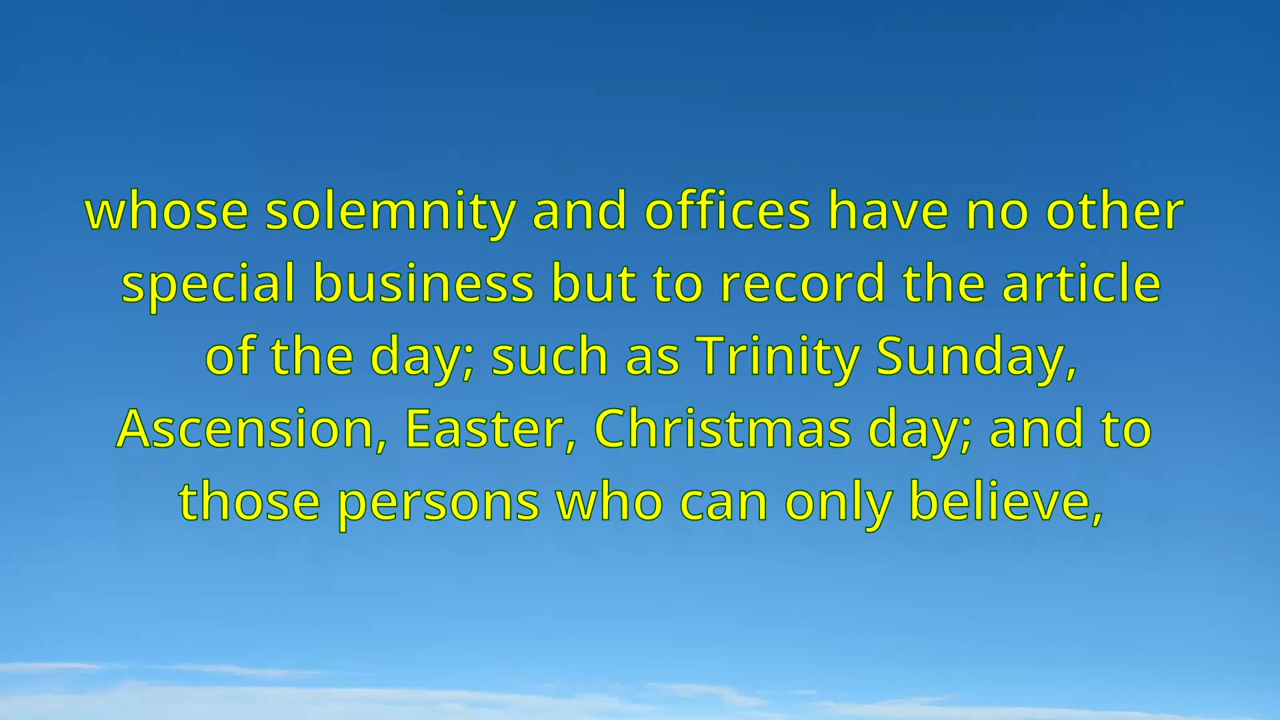 whose solemnity and offices have no other
special business but to record the article
of the day; such as Trinity Sunday,
Ascension, Easter, Christmas day; and to
those persons who can only believe,